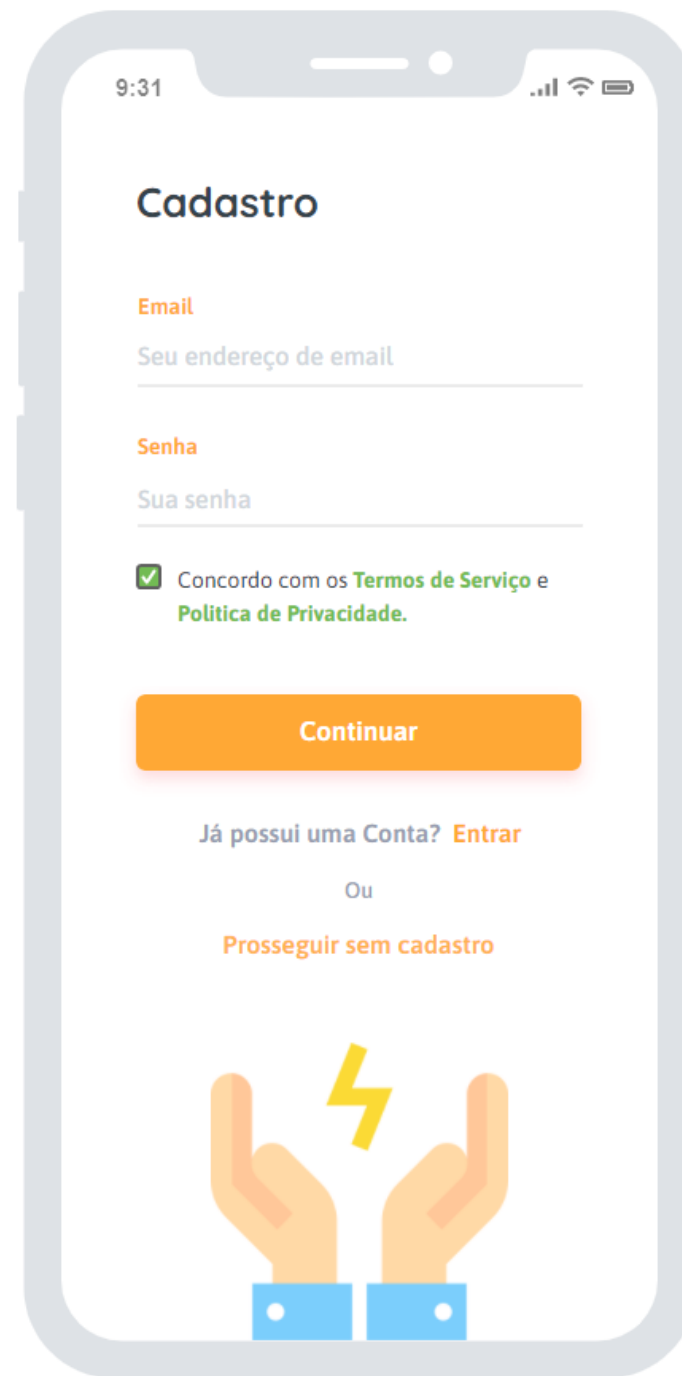 9:31
Cadastro
Email
Seu endereço de email
Senha
Sua senha
Concordo com os Termos de Serviço e
Politica de Privacidade.
Continuar
Já possui uma Conta? Entrar
Ou
Prosseguir sem cadastro